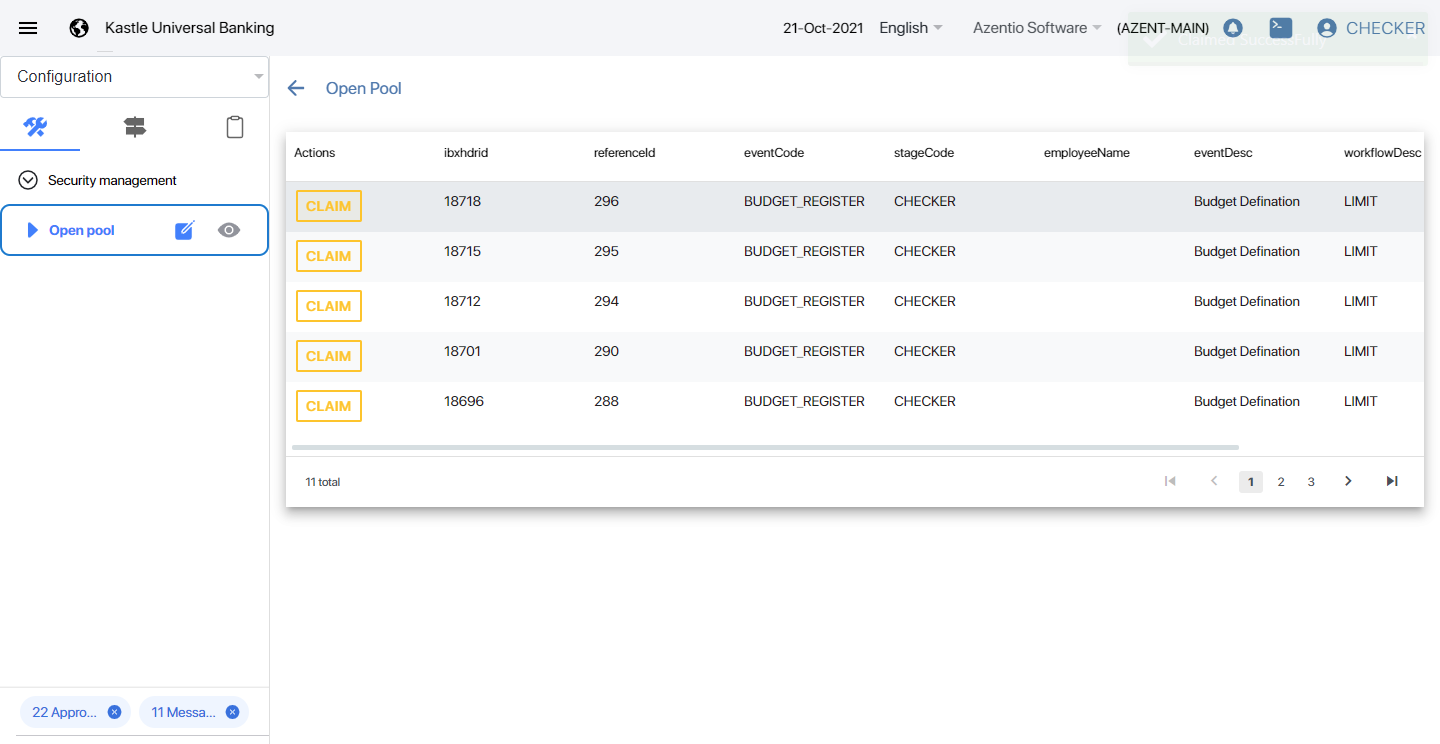 Kastle Universal Banking 21-Oct-2021 English Azentio Software (AZENT-MAIN) CHECKER
Claimed Successfully
Configuration
Open Pool
Security management
Open pool
Actions ibxhdrid referenceId eventCode stageCode employeeName eventDesc workflowDesc
CLAIM 18718 296 BUDGET_REGISTER CHECKER Budget Defination LIMIT
CLAIM 18715 295 BUDGET_REGISTER CHECKER Budget Defination LIMIT
CLAIM 18712 294 BUDGET_REGISTER CHECKER Budget Defination LIMIT
CLAIM 18701 290 BUDGET_REGISTER CHECKER Budget Defination LIMIT
CLAIM 18696 288 BUDGET_REGISTER CHECKER Budget Defination LIMIT
11 total 1 2 3
22 Appro... 11 Messa...